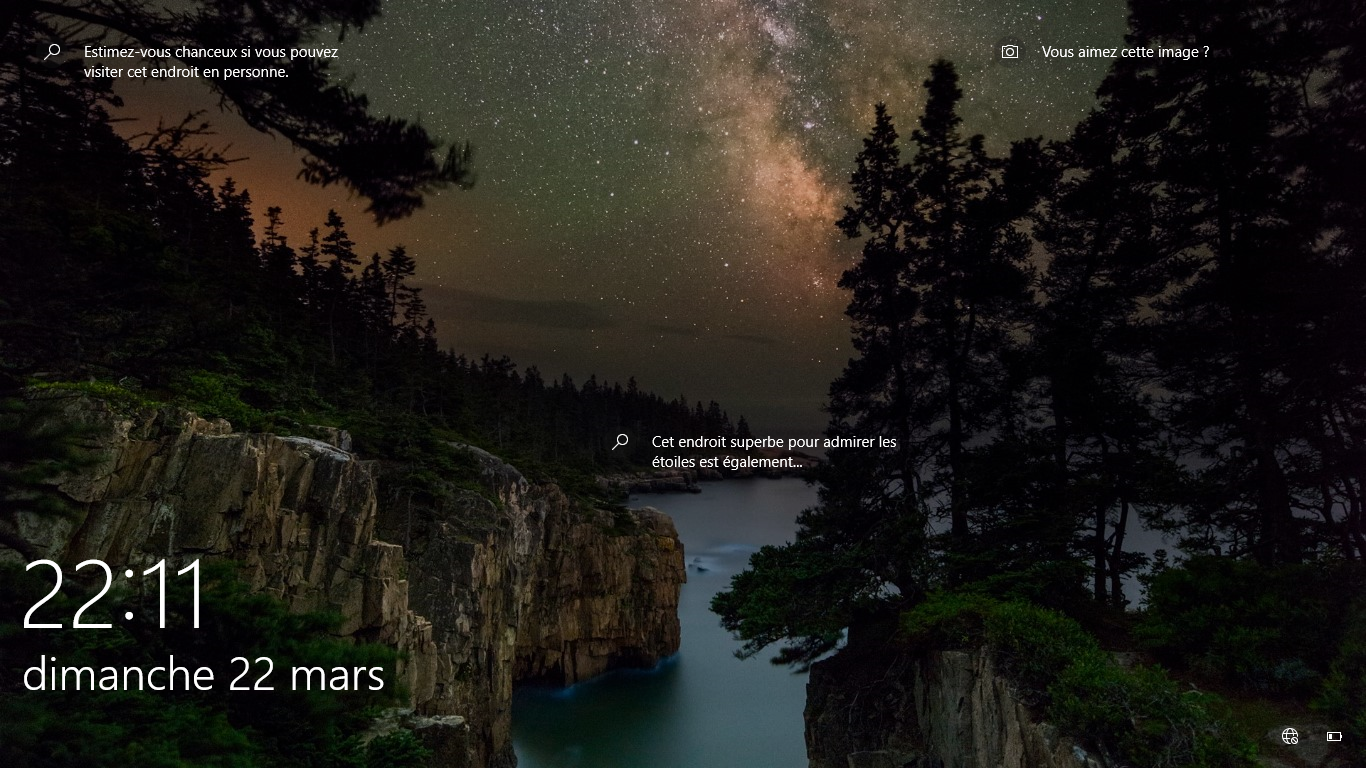 Estimez-vous chanceux si vous pouvez
visiter cet endroit en personne.
Vous aimez cette image ?
Cet endroit superbe pour admirer les
étoiles est également...
22:11
dimanche 22 mars